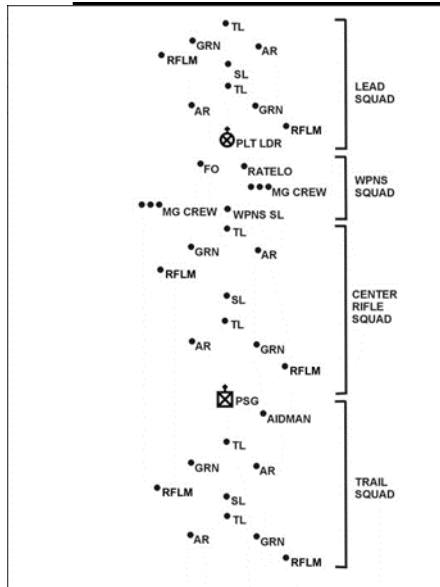 TL
GRN
AR
RFLM
SL
TL
AR
GRN
RFLM
PLT LDR
LEAD
SQUAD
FO
RATELO
MG CREW
MG CREW
WPNS SL
WPNS
SQUAD
TL
GRN
AR
RFLM
SL
TL
AR
GRN
RFLM
CENTER
RIFLE
SQUAD
PSG
AIDMAN
TL
GRN
AR
RFLM
SL
TL
AR
GRN
RFLM
TRAIL
SQUAD